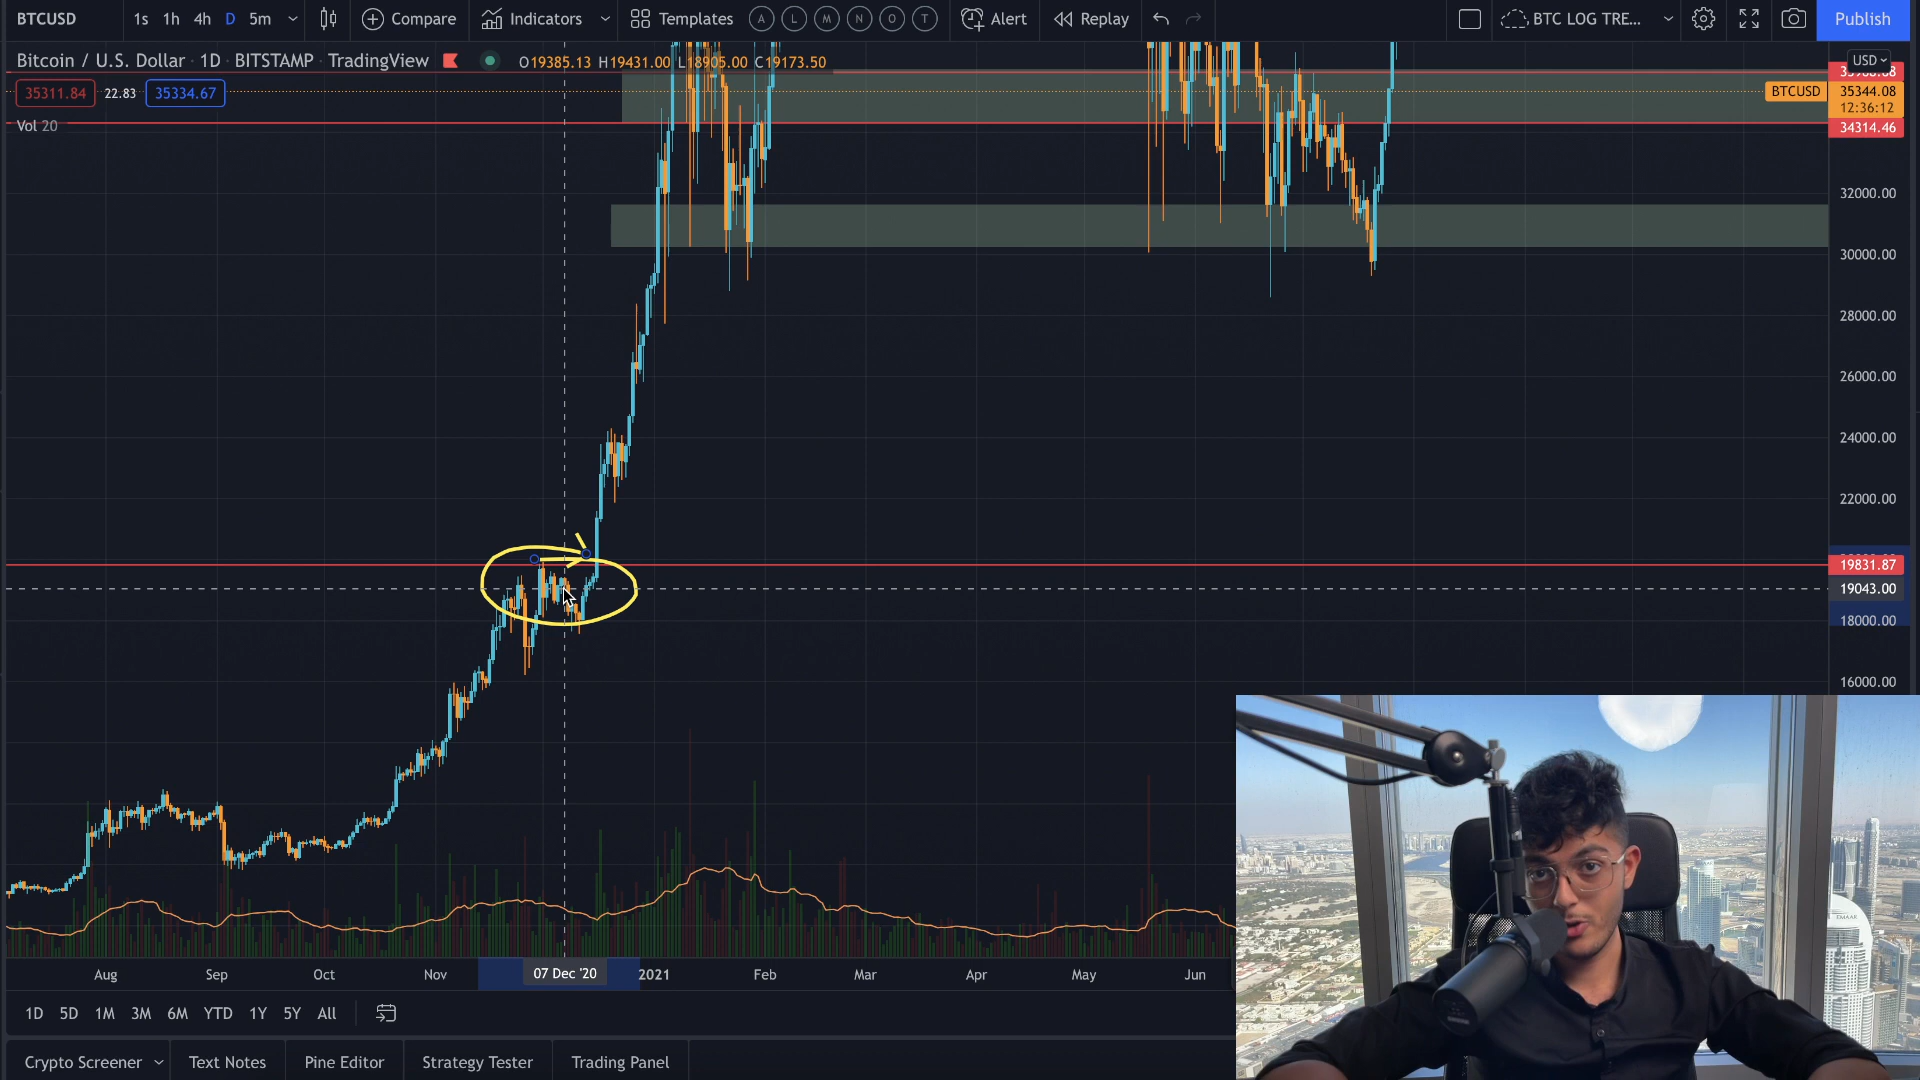 BTCUSD 1s 1h 4h D 5m Compare Indicators Templates A L M N O T Alert Replay BTC LOG TRE... Publish
Bitcoin / U.S. Dollar · 1D · BITSTAMP · TradingView O19385.13 H19431.00 L18905.00 C19173.50
USD
35311.84 22.83 35334.67
BTCUSD 35344.08
12:36:12
Vol 20
34314.46
32000.00
30000.00
28000.00
26000.00
24000.00
22000.00
19831.87
19043.00
18000.00
16000.00
EMAAR
Aug Sep Oct Nov 07 Dec '20 2021 Feb Mar Apr May Jun
1D 5D 1M 3M 6M YTD 1Y 5Y All
Crypto Screener Text Notes Pine Editor Strategy Tester Trading Panel